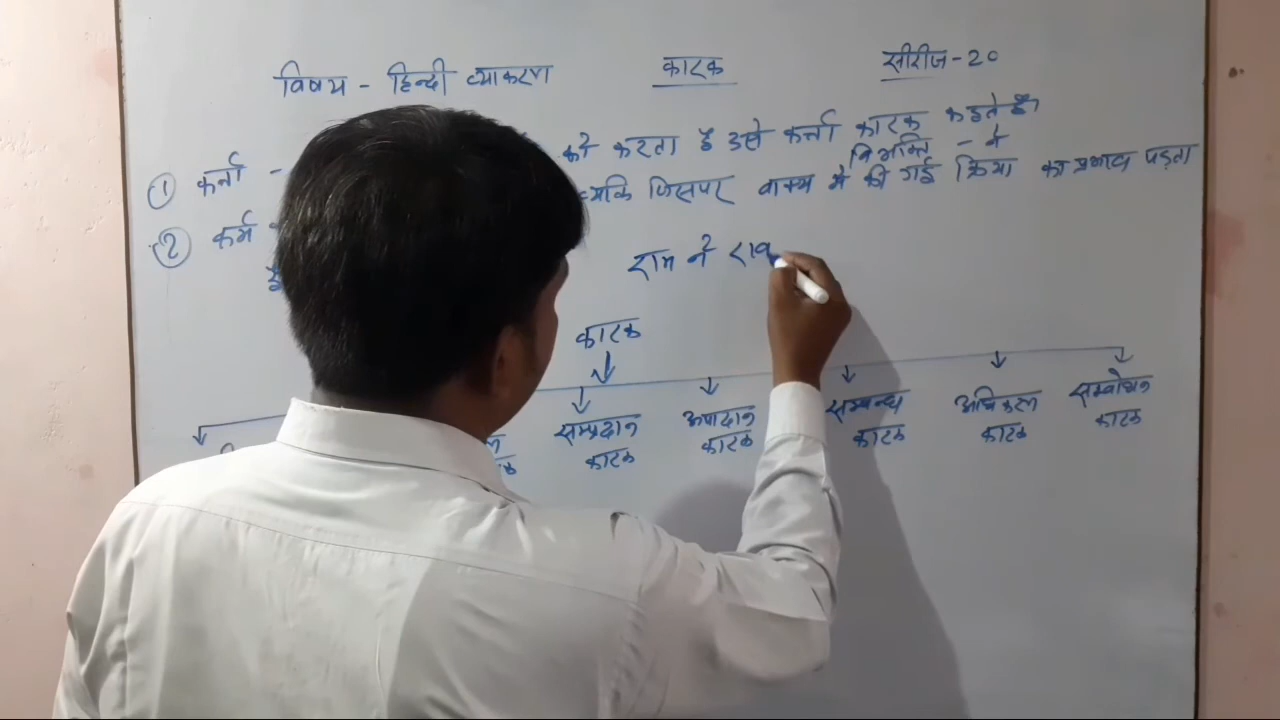 विषय - हिन्दी व्याकरण कारक सीरीज-20
① कर्त्ता - को करता है उसे कर्त्ता कारक कहते हैं।
विभक्ति - ने
② कर्म व्यक्ति जिसपर वाक्य में की गई क्रिया का प्रभाव पड़ता
राम ने राव
कारक
सम्प्रदान अपादान सम्बन्ध अधिकरण सम्बोधन
कारक कारक कारक कारक कारक